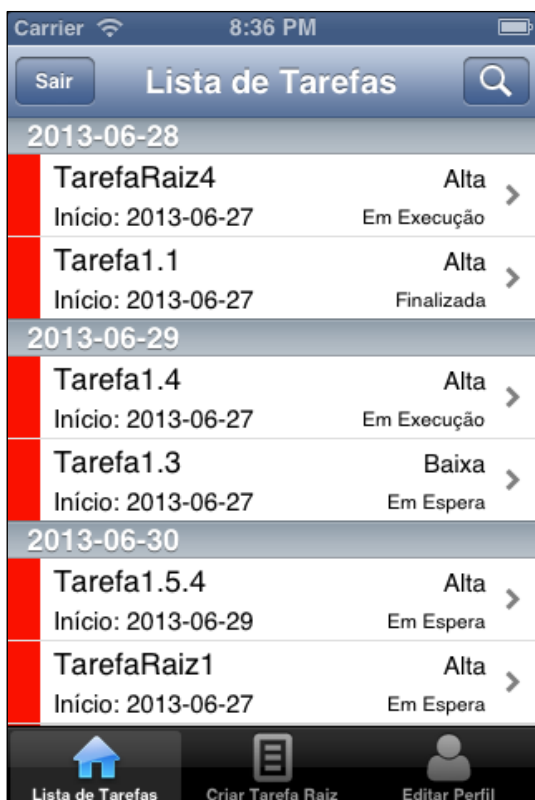 Carrier 8:36 PM
Sair Lista de Tarefas
2013-06-28
TarefaRaiz4 Alta
Início: 2013-06-27 Em Execução
Tarefa1.1 Alta
Início: 2013-06-27 Finalizada
2013-06-29
Tarefa1.4 Alta
Início: 2013-06-27 Em Execução
Tarefa1.3 Baixa
Início: 2013-06-27 Em Espera
2013-06-30
Tarefa1.5.4 Alta
Início: 2013-06-29 Em Espera
TarefaRaiz1 Alta
Início: 2013-06-27 Em Espera
Lista de Tarefas Criar Tarefa Raiz Editar Perfil